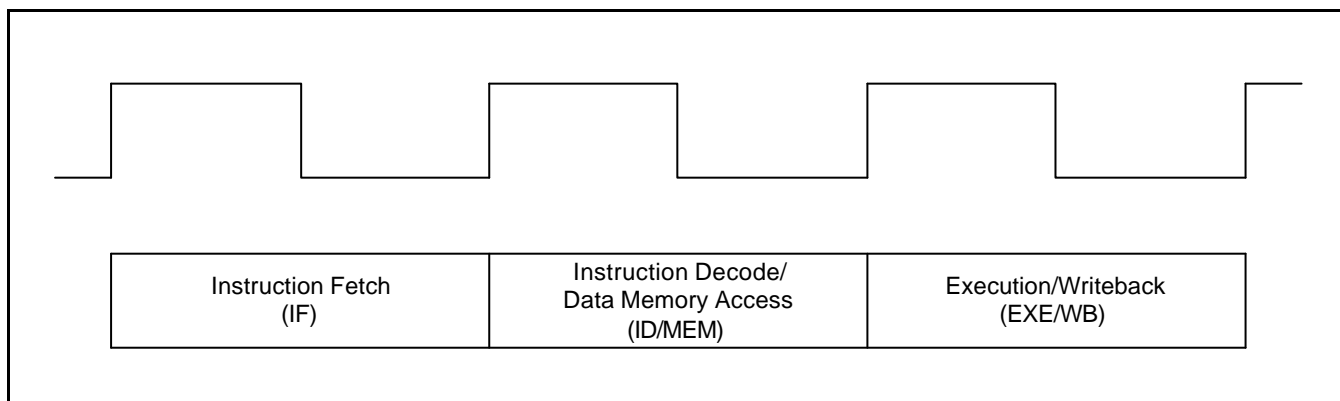 Instruction Fetch
(IF)
Instruction Decode/
Data Memory Access
(ID/MEM)
Execution/Writeback
(EXE/WB)